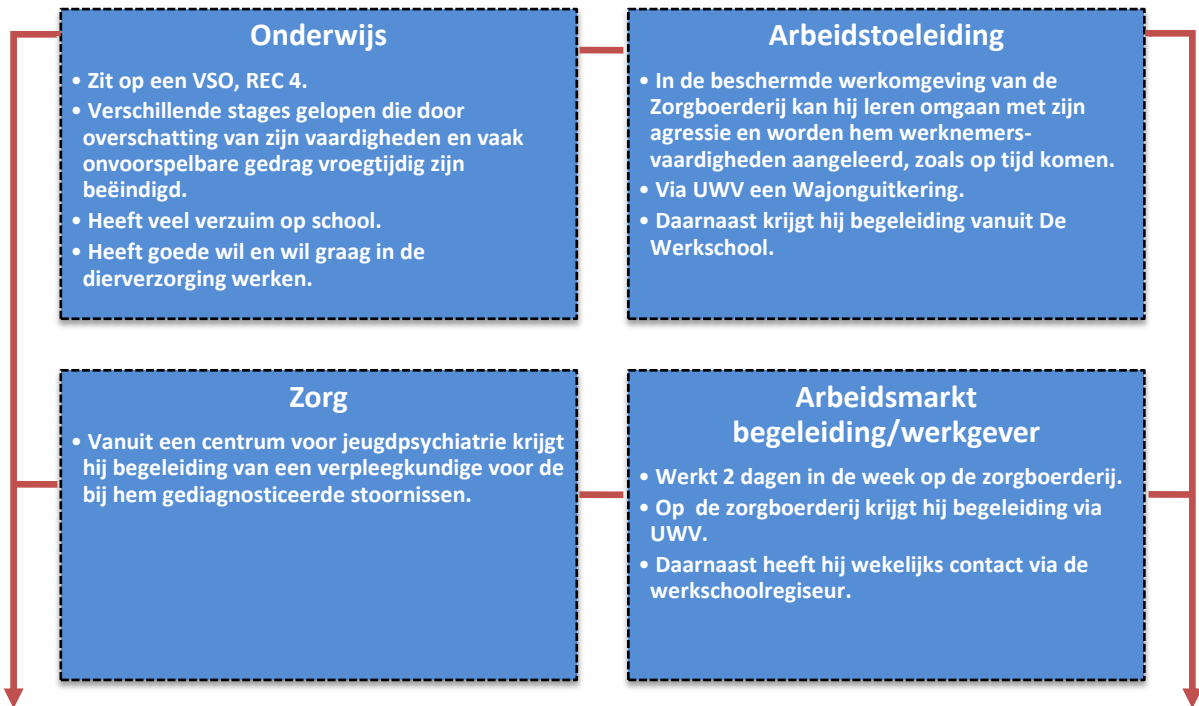 Onderwijs
• Zit op een VSO, REC 4.
• Verschillende stages gelopen die door
overschatting van zijn vaardigheden en vaak
onvoorspelbare gedrag vroegtijdig zijn
beëindigd.
• Heeft veel verzuim op school.
• Heeft goede wil en wil graag in de
dierverzorging werken.
Arbeidstoeleiding
• In de beschermde werkomgeving van de
Zorgboerderij kan hij leren omgaan met zijn
agressie en worden hem werknemers-
vaardigheden aangeleerd, zoals op tijd komen.
• Via UWV een Wajonguitkering.
• Daarnaast krijgt hij begeleiding vanuit De
Werkschool.
Zorg
• Vanuit een centrum voor jeugdpsychiatrie krijgt
hij begeleiding van een verpleegkundige voor de
bij hem gediagnosticeerde stoornissen.
Arbeidsmarkt
begeleiding/werkgever
• Werkt 2 dagen in de week op de zorgboerderij.
• Op de zorgboerderij krijgt hij begeleiding via
UWV.
• Daarnaast heeft hij wekelijks contact via de
werkschoolregiseur.